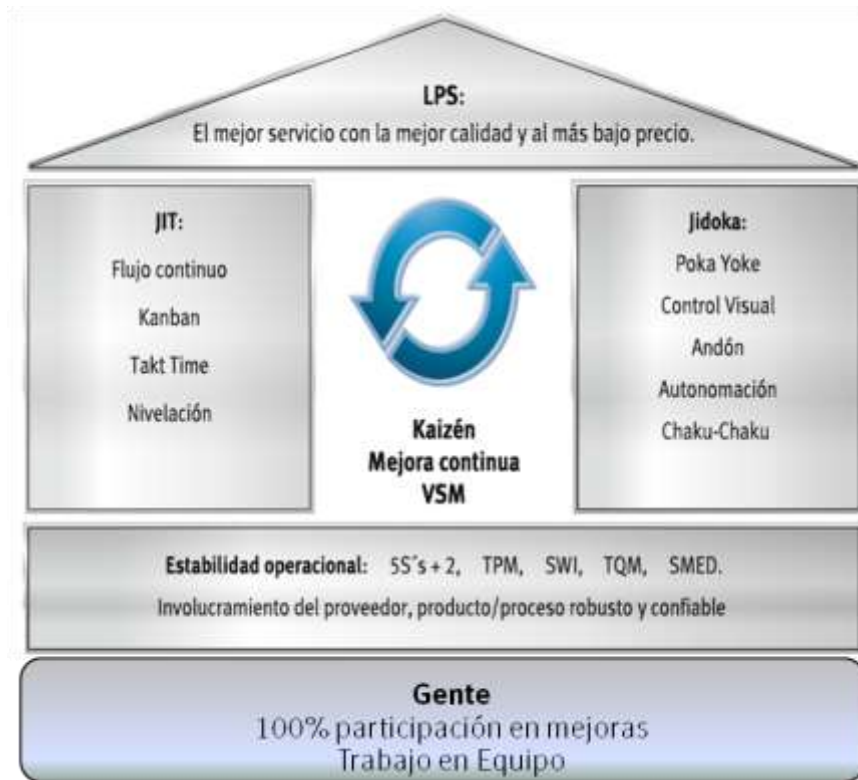 LPS:
El mejor servicio con la mejor calidad y al más bajo precio.
JIT:
Flujo continuo
Kanban
Takt Time
Nivelación
Kaizén
Mejora continua
VSM
Jidoka:
Poka Yoke
Control Visual
Andón
Autonomación
Chaku-Chaku
Estabilidad operacional: 5S´s + 2, TPM, SWI, TQM, SMED.
Involucramiento del proveedor, producto/proceso robusto y confiable
Gente
100% participación en mejoras
Trabajo en Equipo